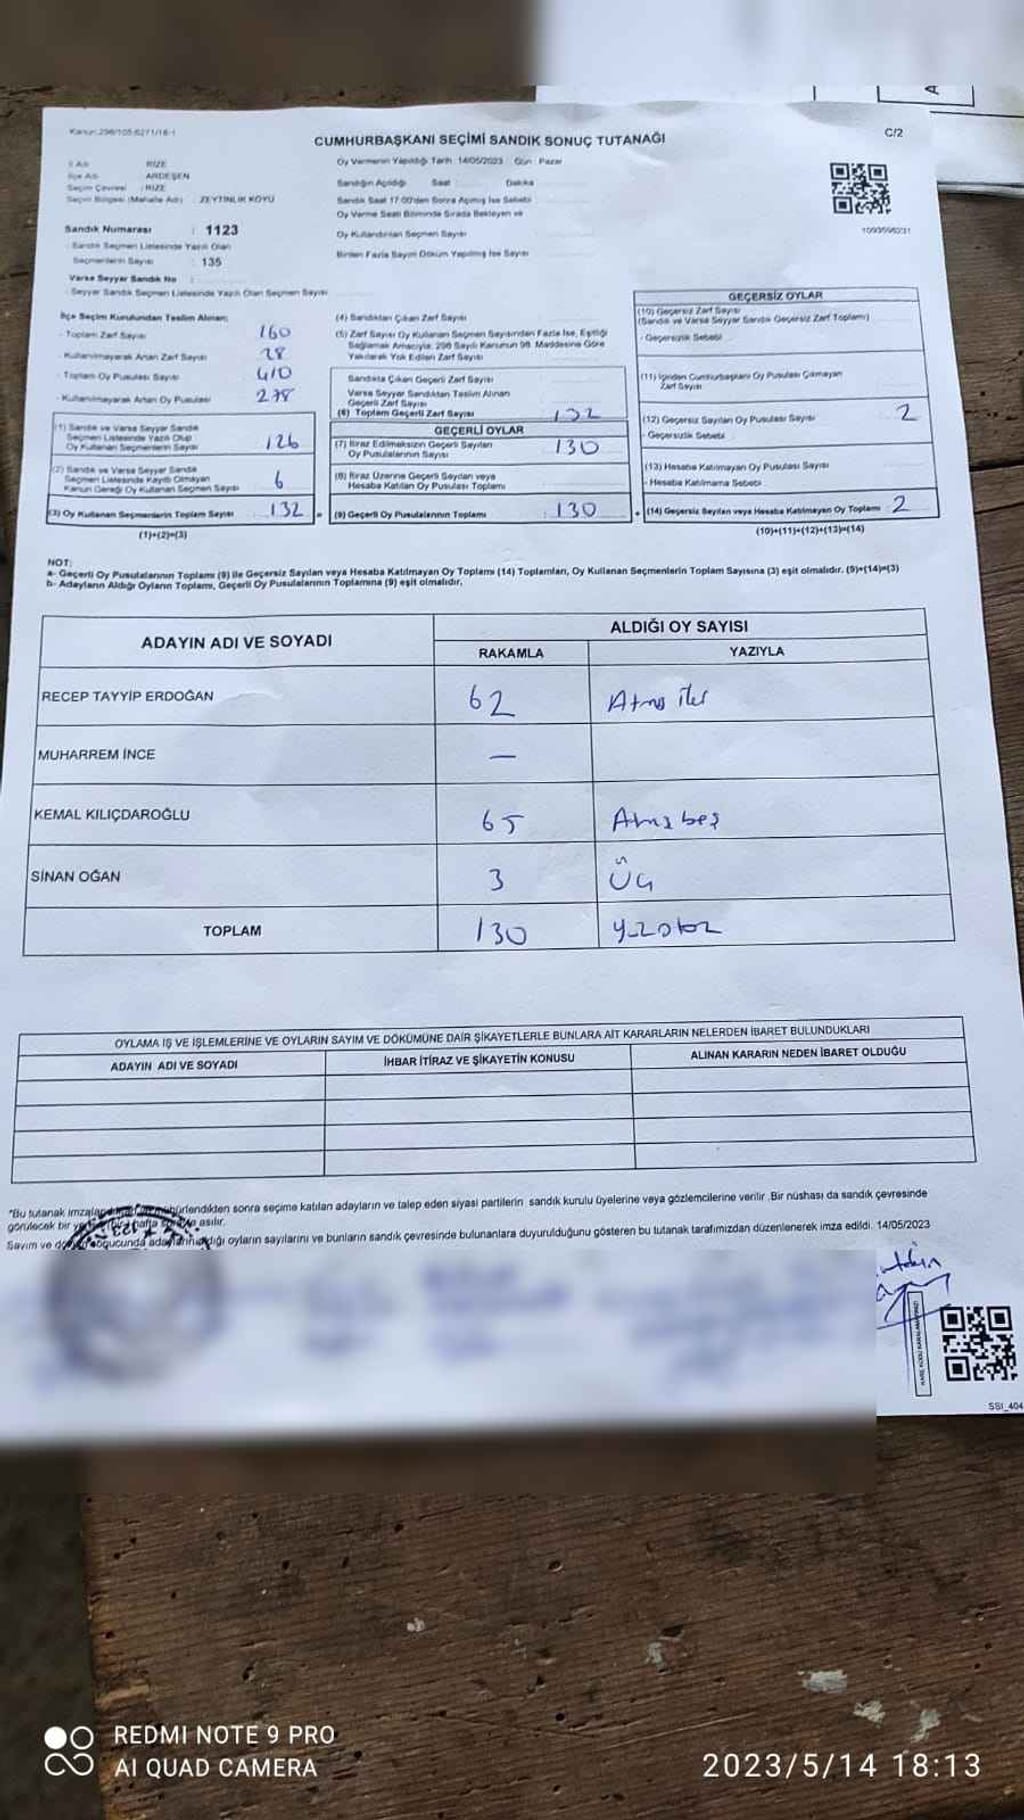 A
Kanun:298/105-6271/16-1
CUMHURBAŞKANI SEÇİMİ SANDIK SONUÇ TUTANAĞI
C/2
İl Adı RİZE
İlçe Adı ARDEŞEN
Seçim Çevresi : RİZE
Seçim Bölgesi (Mahalle Adı) : ZEYTİNLİK KÖYÜ
Sandık Numarası : 1123
Sandık Seçmen Listesinde Yazılı Olan
Seçmenlerin Sayısı : 135
Varsa Seyyar Sandık No :
Seyyar Sandık Seçmen Listesinde Yazılı Olan Seçmen Sayısı
Oy Vermenin Yapıldığı Tarih :14/05/2023 Gün : Pazar
Sandığın Açıldığı Saat : Dakika
Sandık Saat 17.00'den Sonra Açılmış İse Sebebi
Oy Verme Saati Bitiminde Sırada Bekleyen ve
Oy Kullandırılan Seçmen Sayısı
Birden Fazla Sayım Döküm Yapılmış İse Sayısı
İlçe Seçim Kurulundan Teslim Alınan;
- Toplam Zarf Sayısı 160
- Kullanılmayarak Artan Zarf Sayısı 28
- Toplam Oy Pusulası Sayısı 410
- Kullanılmayarak Artan Oy Pusulası 278
(1) Sandık ve Varsa Seyyar Sandık
Seçmen Listesinde Yazılı Olup
Oy Kullanan Seçmenlerin Sayısı 126
(2) Sandık ve Varsa Seyyar Sandık
Seçmen Listesinde Kayıtlı Olmayan
Kanun Gereği Oy Kullanan Seçmen Sayısı 6
(3) Oy Kullanan Seçmenlerin Toplam Sayısı 132
(1)+(2)=(3)
(4) Sandıktan Çıkan Zarf Sayısı
(5) Zarf Sayısı Oy Kullanan Seçmen Sayısından Fazla İse, Eşitliği
Sağlamak Amacıyla; 298 Sayılı Kanunun 98. Maddesine Göre
Yakılarak Yok Edilen Zarf Sayısı
Sandıkta Çıkan Geçerli Zarf Sayısı
Varsa Seyyar Sandıktan Teslim Alınan
Geçerli Zarf Sayısı
(6) Toplam Geçerli Zarf Sayısı 132
GEÇERLİ OYLAR
(7) İtiraz Edilmeksizin Geçerli Sayılan
Oy Pusulalarının Sayısı 130
(8) İtiraz Üzerine Geçerli Sayılan veya
Hesaba Katılan Oy Pusulası Toplamı
= (9) Geçerli Oy Pusulalarının Toplamı 130
GEÇERSİZ OYLAR
(10) Geçersiz Zarf Sayısı
(Sandık ve Varsa Seyyar Sandık Geçersiz Zarf Toplamı)
- Geçersizlik Sebebi
(11) İçinden Cumhurbaşkanı Oy Pusulası Çıkmayan
Zarf Sayısı
(12) Geçersiz Sayılan Oy Pusulası Sayısı 2
- Geçersizlik Sebebi
(13) Hesaba Katılmayan Oy Pusulası Sayısı
- Hesaba Katılmama Sebebi
+ (14) Geçersiz Sayılan veya Hesaba Katılmayan Oy Toplamı 2
(10)+(11)+(12)+(13)=(14)
NOT:
a- Geçerli Oy Pusulalarının Toplamı (9) ile Geçersiz Sayılan veya Hesaba Katılmayan Oy Toplamı (14) Toplamları, Oy Kullanan Seçmenlerin Toplam Sayısına (3) eşit olmalıdır. (9)+(14)=(3)
b- Adayların Aldığı Oyların Toplamı, Geçerli Oy Pusulalarının Toplamına (9) eşit olmalıdır.
ADAYIN ADI VE SOYADI
ALDIĞI OY SAYISI
RAKAMLA YAZIYLA
RECEP TAYYİP ERDOĞAN 62 Atmış iki
MUHARREM İNCE —
KEMAL KILIÇDAROĞLU 65 Atmışbeş
SİNAN OĞAN 3 Üç
TOPLAM 130 yüzotuz
OYLAMA İŞ VE İŞLEMLERİNE VE OYLARIN SAYIM VE DÖKÜMÜNE DAİR ŞİKAYETLERLE BUNLARA AİT KARARLARIN NELERDEN İBARET BULUNDUKLARI
ADAYIN ADI VE SOYADI İHBAR İTİRAZ VE ŞİKAYETİN KONUSU ALINAN KARARIN NEDEN İBARET OLDUĞU
"Bu tutanak imzalandıktan mühürlendikten sonra seçime katılan adayların ve talep eden siyasi partilerin sandık kurulu üyelerine veya gözlemcilerine verilir .Bir nüshası da sandık çevresinde
görülecek bir yere bir hafta süreyle asılır.
Sayım ve döküm sonucunda adayların aldığı oyların sayılarını ve bunların sandık çevresinde bulunanlara duyurulduğunu gösteren bu tutanak tarafımızdan düzenlenerek imza edildi. 14/05/2023
SSI_404
REDMI NOTE 9 PRO
AI QUAD CAMERA
2023/5/14 18:13